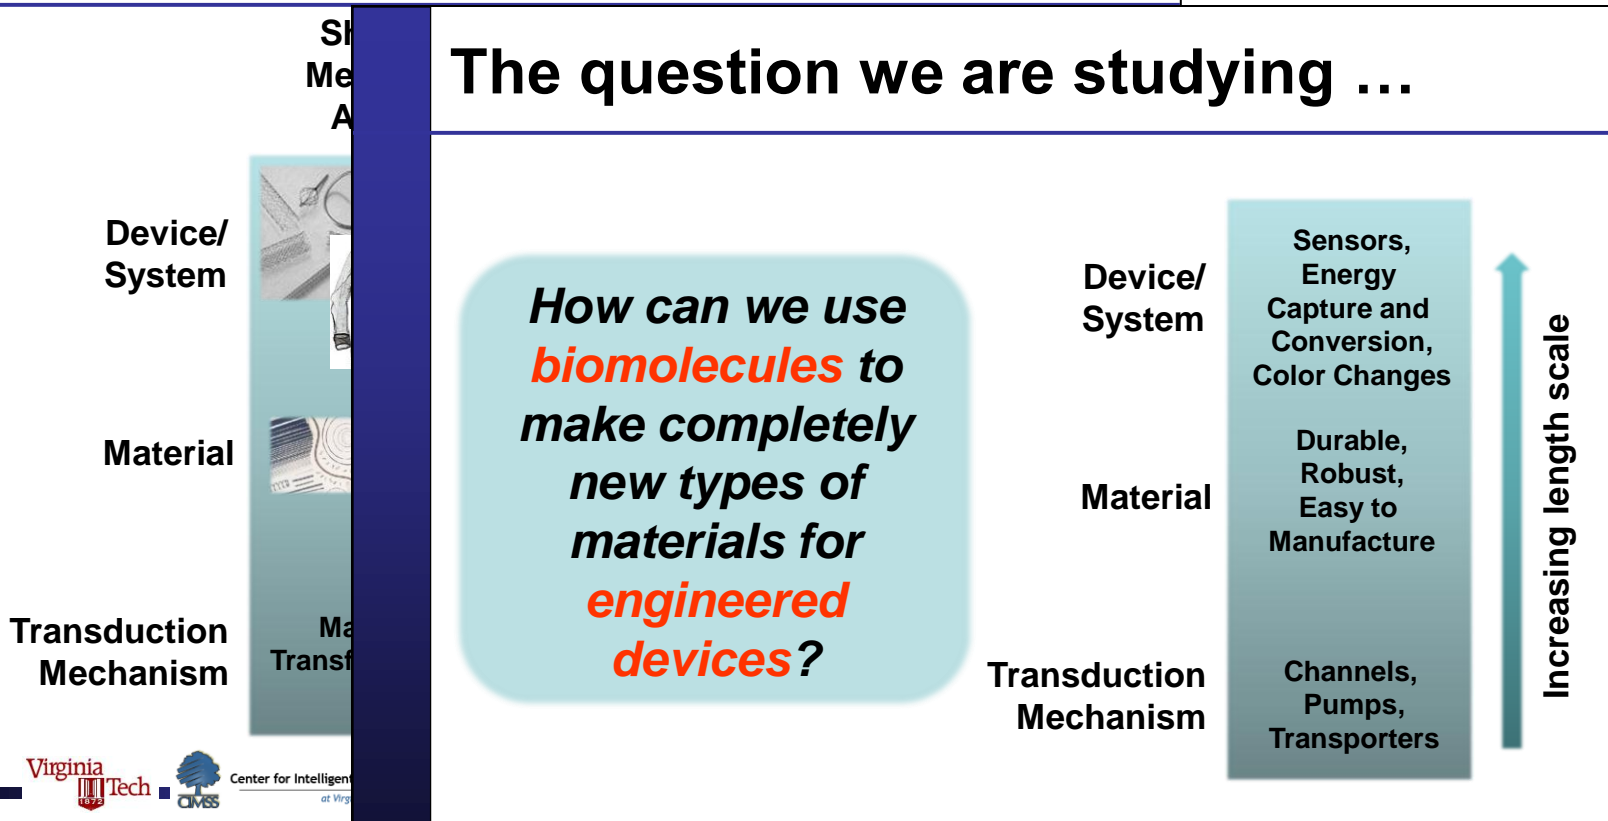 Device/
System
Material
Transduction
Mechanism
Virginia
Tech
1872
CIMSS
Center for Intelligent
at
The question we are studying …
How can we use
biomolecules to
make completely
new types of
materials for
engineered
devices?
Device/
System
Sensors,
Energy
Capture and
Conversion,
Color Changes
Material
Durable,
Robust,
Easy to
Manufacture
Transduction
Mechanism
Channels,
Pumps,
Transporters
Increasing length scale